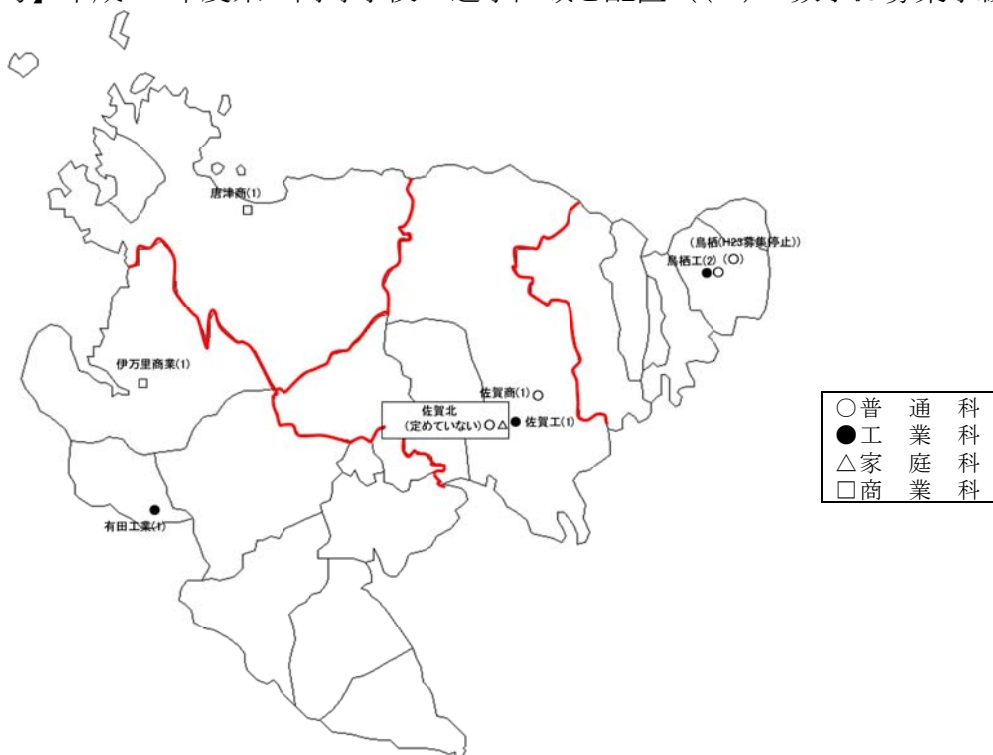 唐津商(1)
(鳥栖(H23募集停止))
鳥栖工(2) (○)
伊万里商業(1)
佐賀商(1)
佐賀北
(定めていない)○△
佐賀工(1)
有田工業(1)
○普通科
●工業科
△家庭科
□商業科